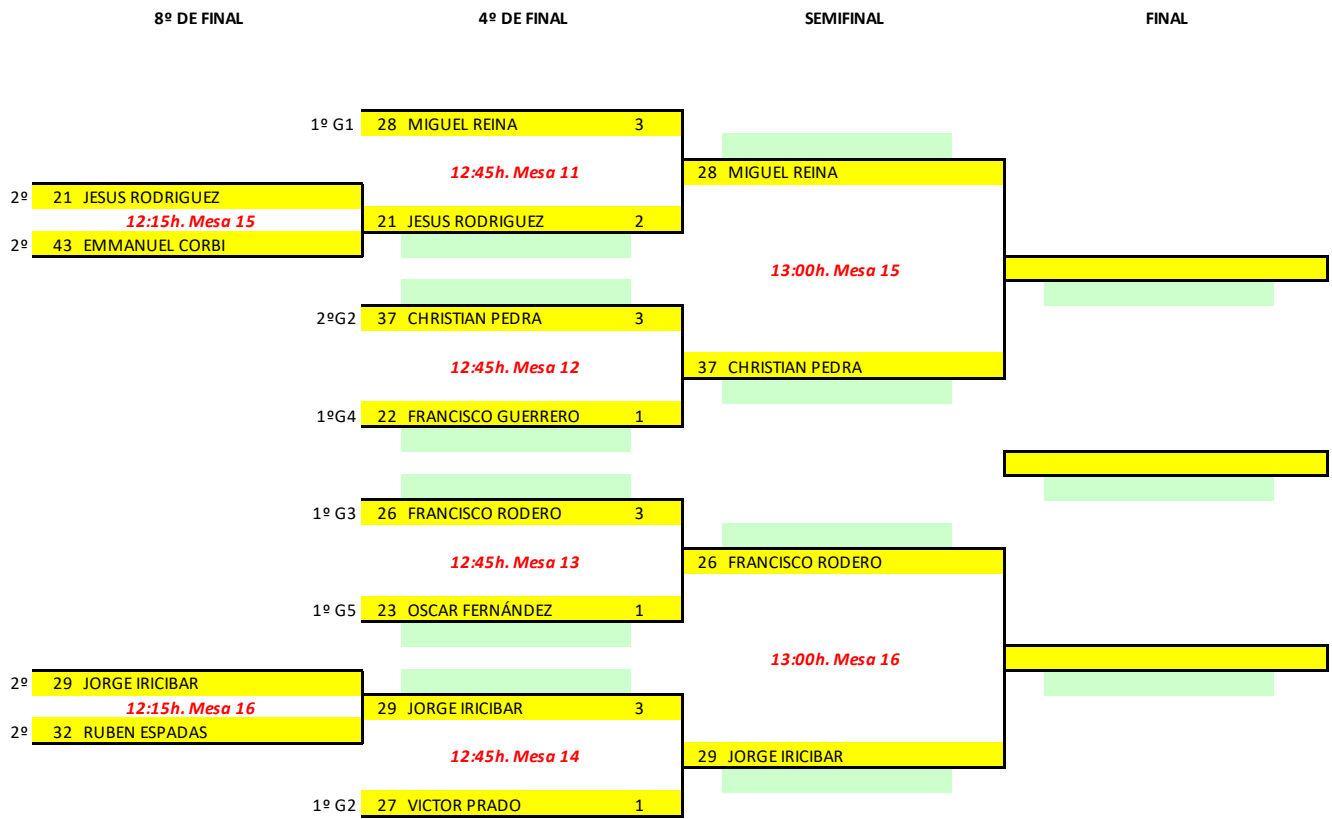 8º DE FINAL 4º DE FINAL SEMIFINAL FINAL
1º G1 28 MIGUEL REINA 3
12:45h. Mesa 11
28 MIGUEL REINA
2º 21 JESUS RODRIGUEZ
12:15h. Mesa 15
21 JESUS RODRIGUEZ 2
2º 43 EMMANUEL CORBI
13:00h. Mesa 15
2ºG2 37 CHRISTIAN PEDRA 3
12:45h. Mesa 12
37 CHRISTIAN PEDRA
1ºG4 22 FRANCISCO GUERRERO 1
1º G3 26 FRANCISCO RODERO 3
12:45h. Mesa 13
26 FRANCISCO RODERO
1º G5 23 OSCAR FERNÁNDEZ 1
13:00h. Mesa 16
2º 29 JORGE IRICIBAR
12:15h. Mesa 16
29 JORGE IRICIBAR 3
2º 32 RUBEN ESPADAS
12:45h. Mesa 14
29 JORGE IRICIBAR
1º G2 27 VICTOR PRADO 1